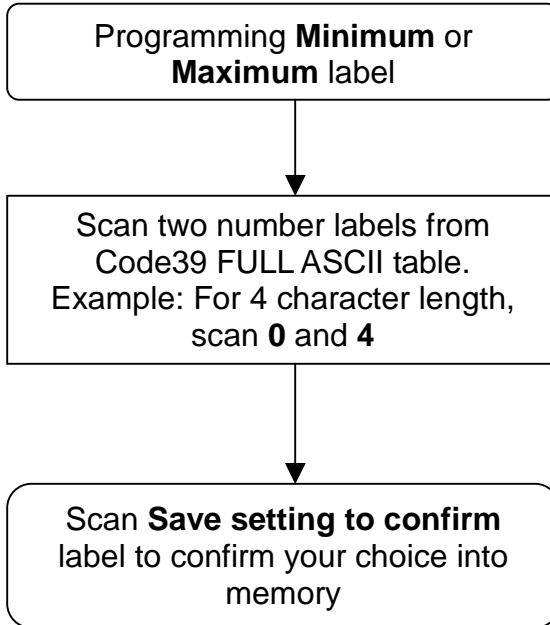 Programming Minimum or
Maximum label
Scan two number labels from
Code39 FULL ASCII table.
Example: For 4 character length,
scan 0 and 4
Scan Save setting to confirm
label to confirm your choice into
memory